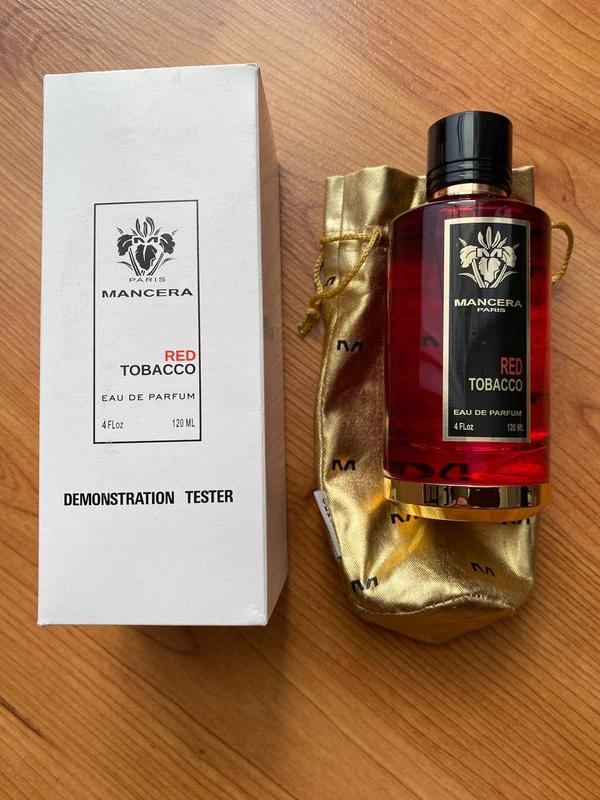 PARIS
MANCERA
RED
TOBACCO
EAU DE PARFUM
4 FLoz 120 ML
DEMONSTRATION TESTER
MANCERA
PARIS
RED
TOBACCO
EAU DE PARFUM
4 FLoz 120 ML